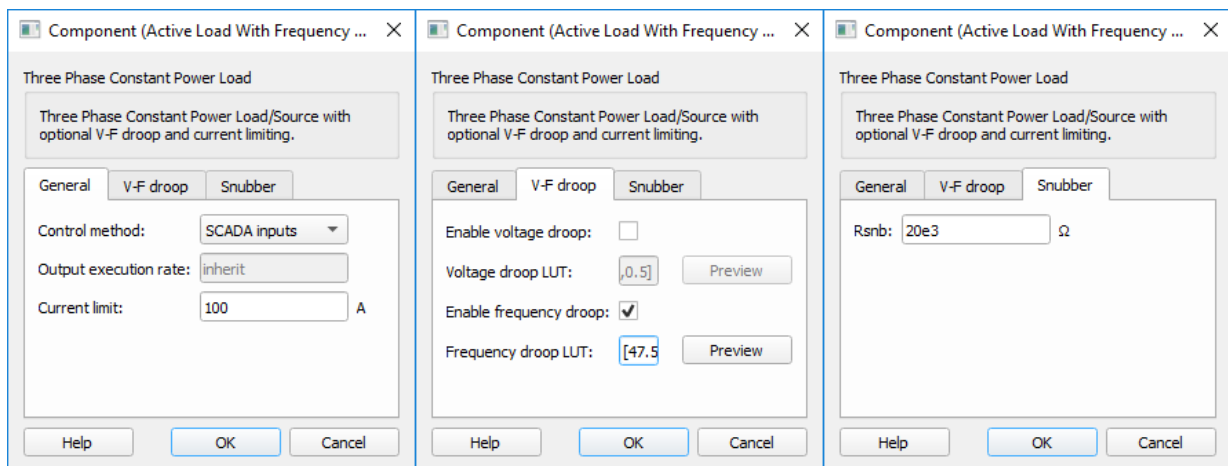 Component (Active Load With Frequency ...
Three Phase Constant Power Load
Three Phase Constant Power Load/Source with
optional V-F droop and current limiting.
General V-F droop Snubber
Control method: SCADA inputs
Output execution rate: inherit
Current limit: 100 A
Help OK Cancel
Component (Active Load With Frequency ...
Three Phase Constant Power Load
Three Phase Constant Power Load/Source with
optional V-F droop and current limiting.
General V-F droop Snubber
Enable voltage droop:
Voltage droop LUT: ,0.5] Preview
Enable frequency droop:
Frequency droop LUT: [47.5 Preview
Help OK Cancel
Component (Active Load With Frequency ...
Three Phase Constant Power Load
Three Phase Constant Power Load/Source with
optional V-F droop and current limiting.
General V-F droop Snubber
Rsnb: 20e3 Ω
Help OK Cancel